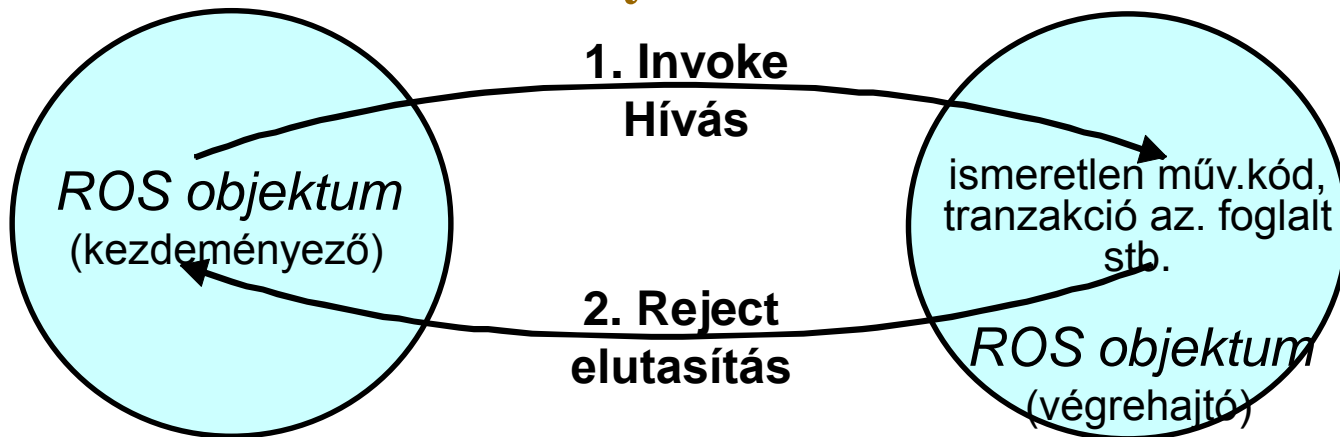 1. Invoke
Hívás
ROS objektum
(kezdeményező)
ismeretlen műv.kód,
tranzakció az. foglalt
stb.
2. Reject
elutasítás
ROS objektum
(végrehajtó)